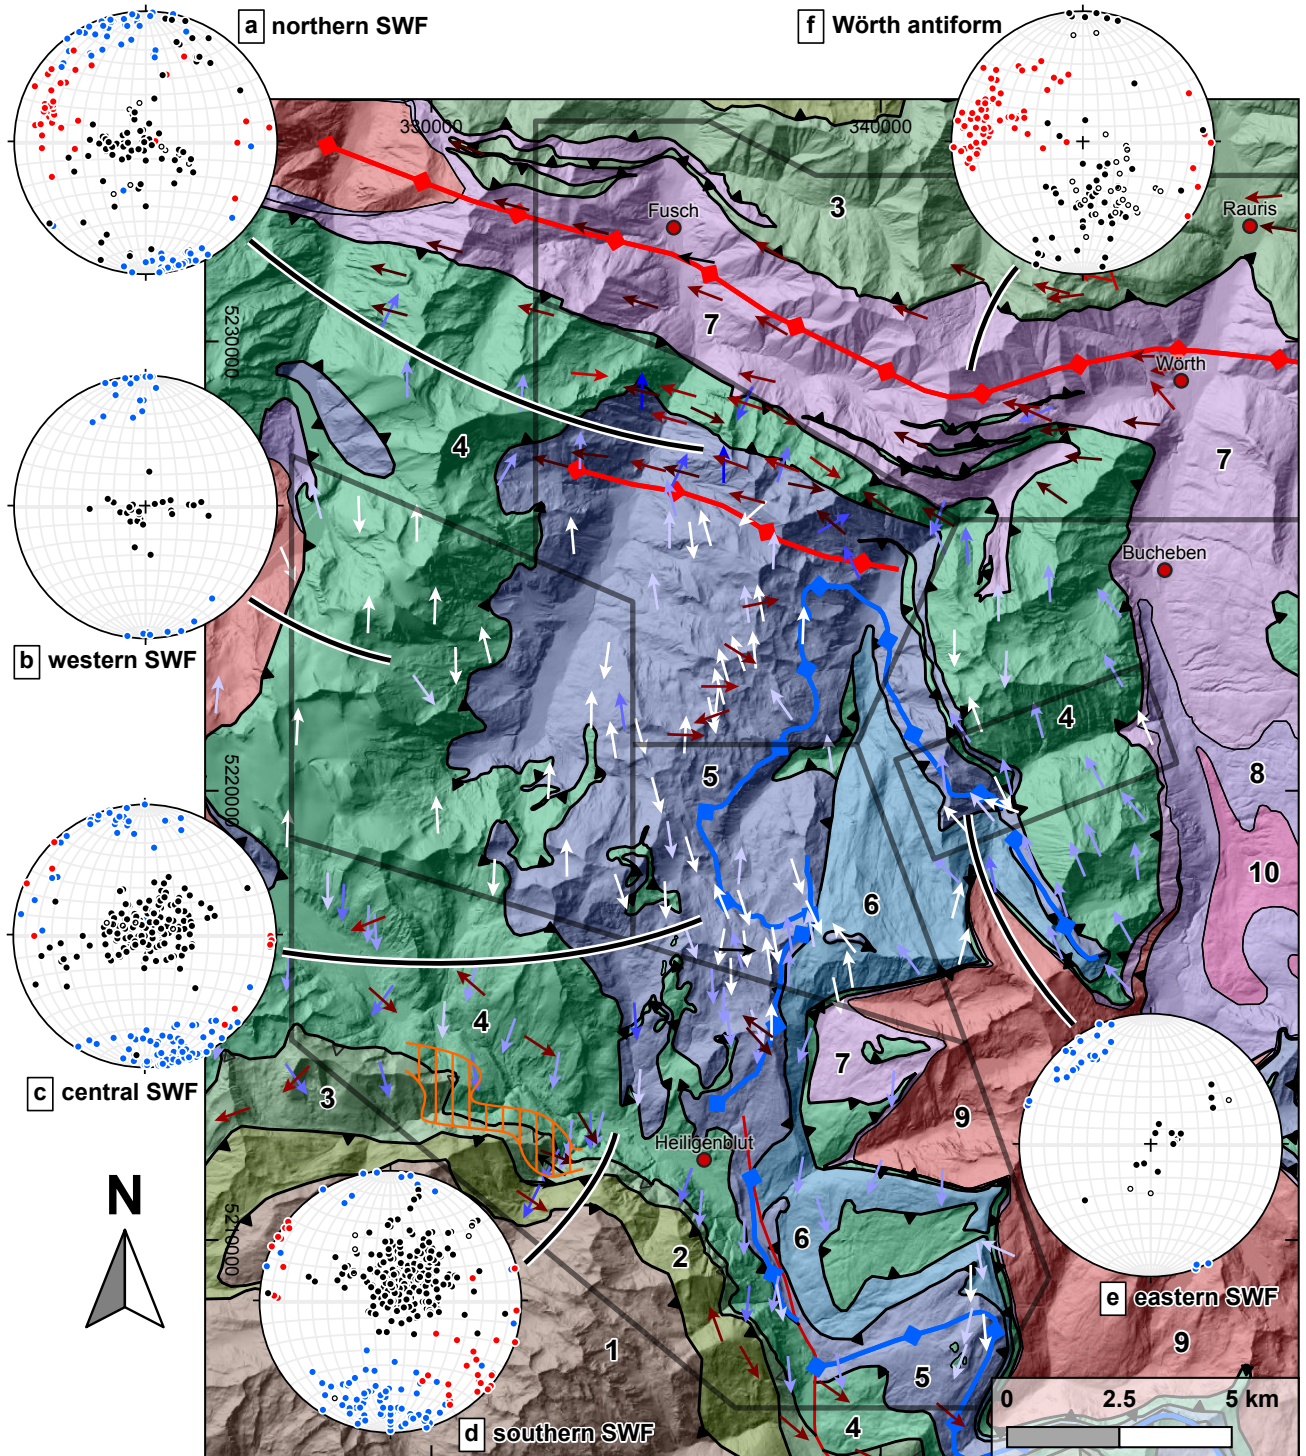 a northern SWF
f Wörth antiform
330000
340000
3
Fusch
Rauris
7
5230000
Wörth
4
7
Bucheben
b western SWF
4
5
8
5220000
10
6
4
7
c central SWF
3
9
Heiligenblut
N
5210000
6
2
e eastern SWF
1
9
5
0 2.5 5 km
4
d southern SWF